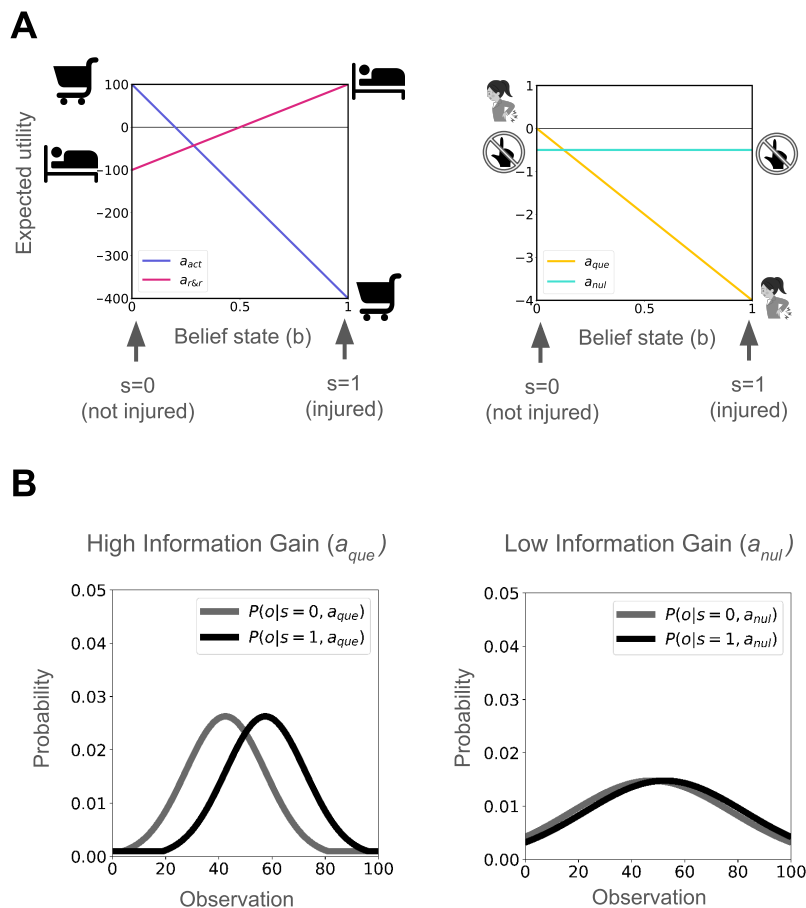 A
Expected utility
100
0
−100
−200
−300
−400
a_act
a_r&r
0
0.5
1
Belief state (b)
s=0
(not injured)
s=1
(injured)
1
0
−1
−2
−3
−4
a_que
a_nul
0
0.5
1
Belief state (b)
s=0
(not injured)
s=1
(injured)
B
High Information Gain (a_que)
Probability
0.05
0.04
0.03
0.02
0.01
0.00
P(o|s = 0, a_que)
P(o|s = 1, a_que)
0 20 40 60 80 100
Observation
Low Information Gain (a_nul)
Probability
0.05
0.04
0.03
0.02
0.01
0.00
P(o|s = 0, a_nul)
P(o|s = 1, a_nul)
0 20 40 60 80 100
Observation